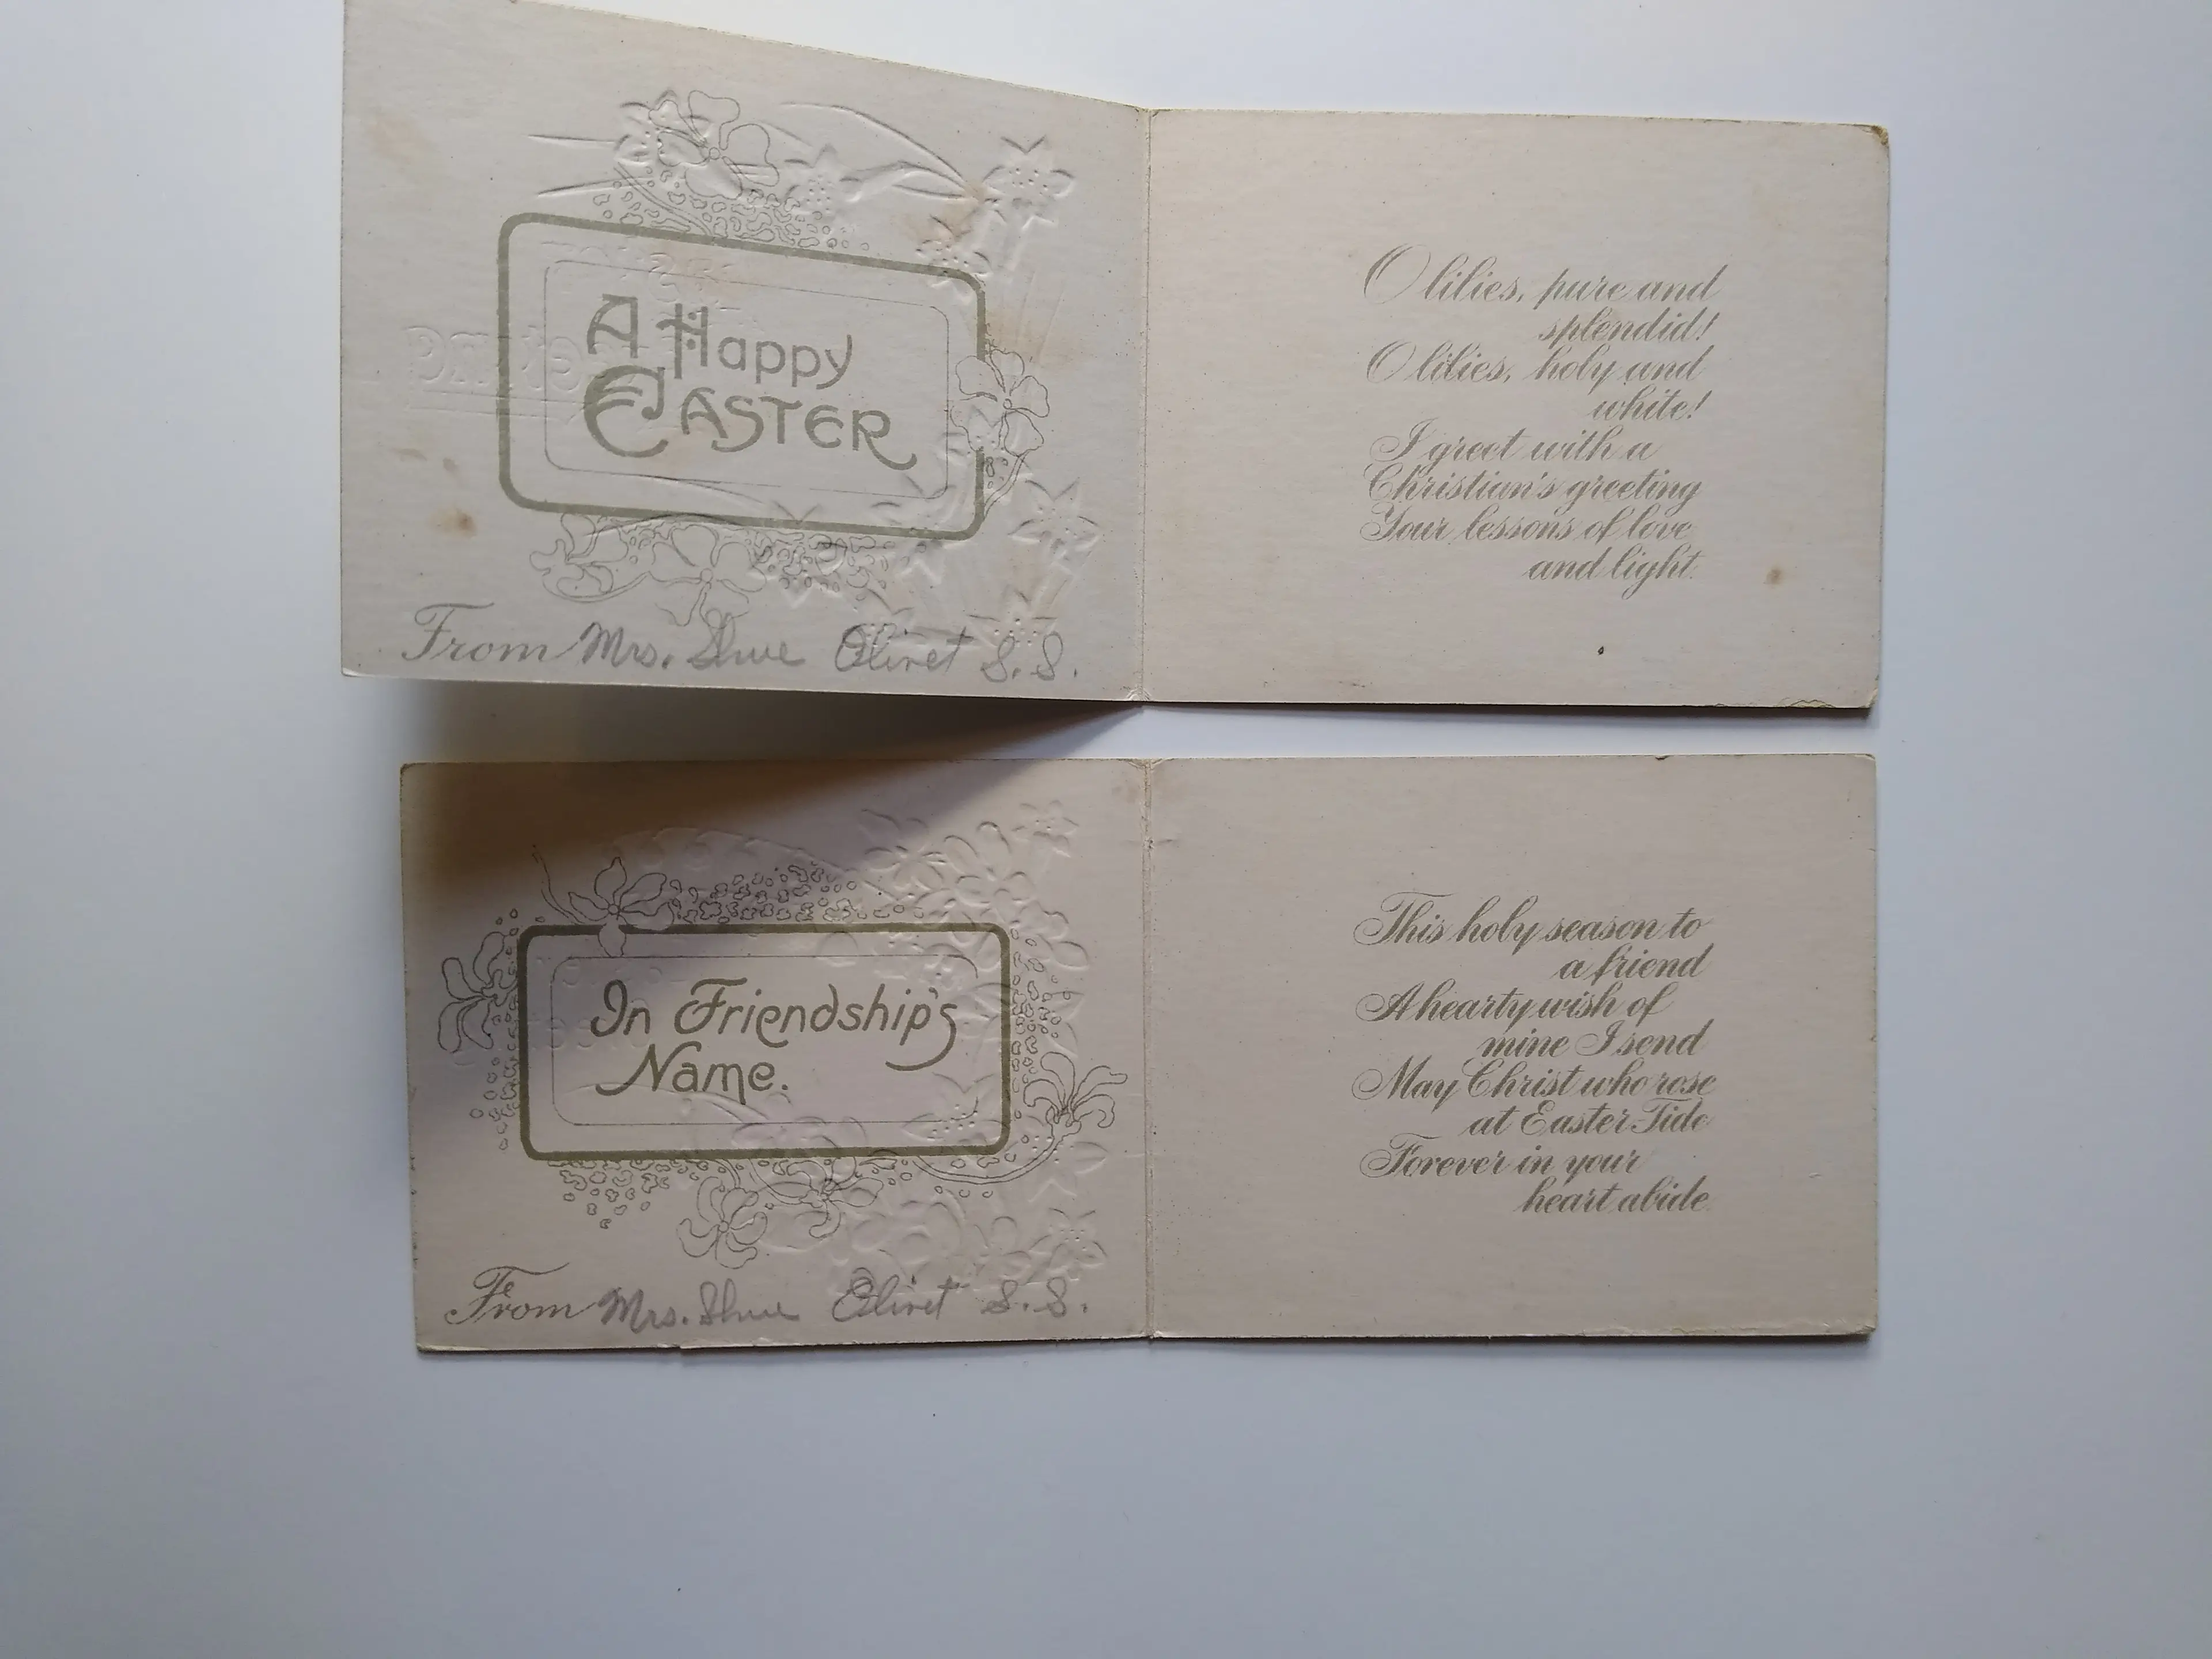 A Happy
EASTER
From Mrs. Shue Olivet S.S.
O lilies, pure and
splendid!
O lilies, holy and
white!
I greet with a
Christian's greeting
Your lessons of love
and light.
In Friendship's
Name.
From Mrs. Shue Olivet S.S.
This holy season to
a friend
A hearty wish of
mine I send
May Christ who rose
at Easter Tide
Forever in your
heart abide.